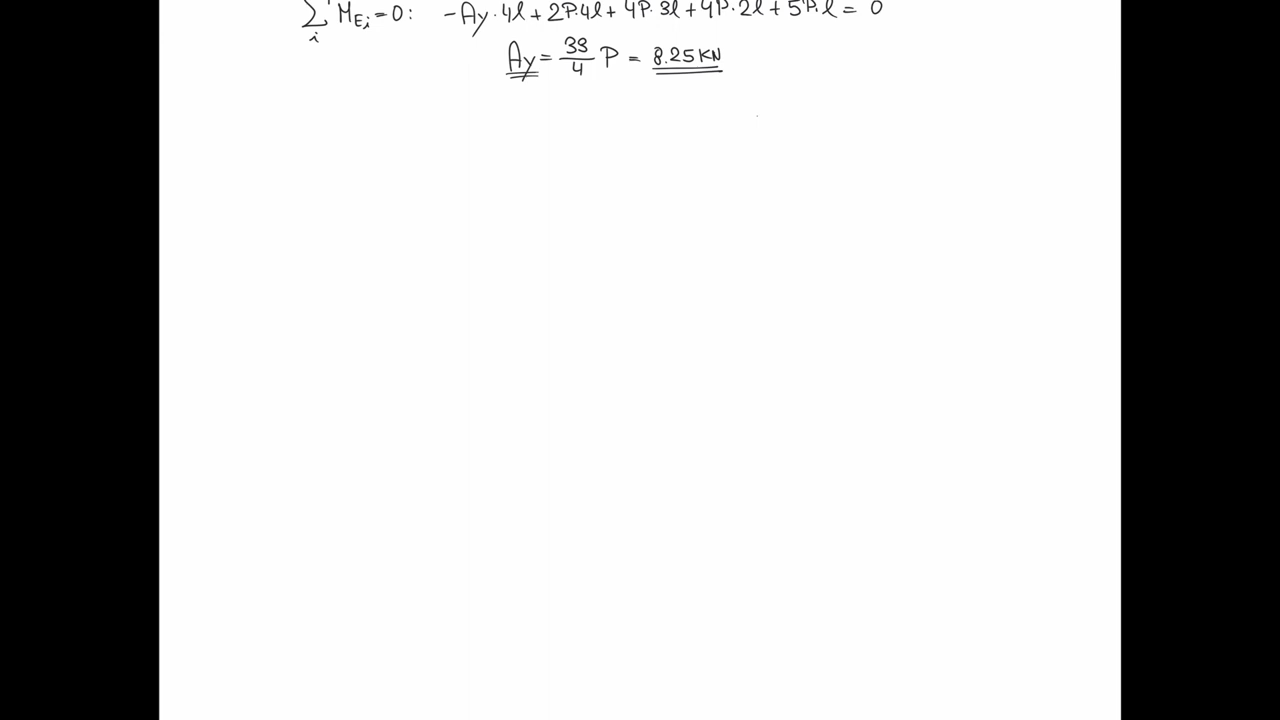 ∑ᵢ M_Ei = 0: -Ay · 4l + 2P·4l + 4P·3l + 4P·2l + 5P·l = 0
Ay = 33/4 P = 8.25 KN